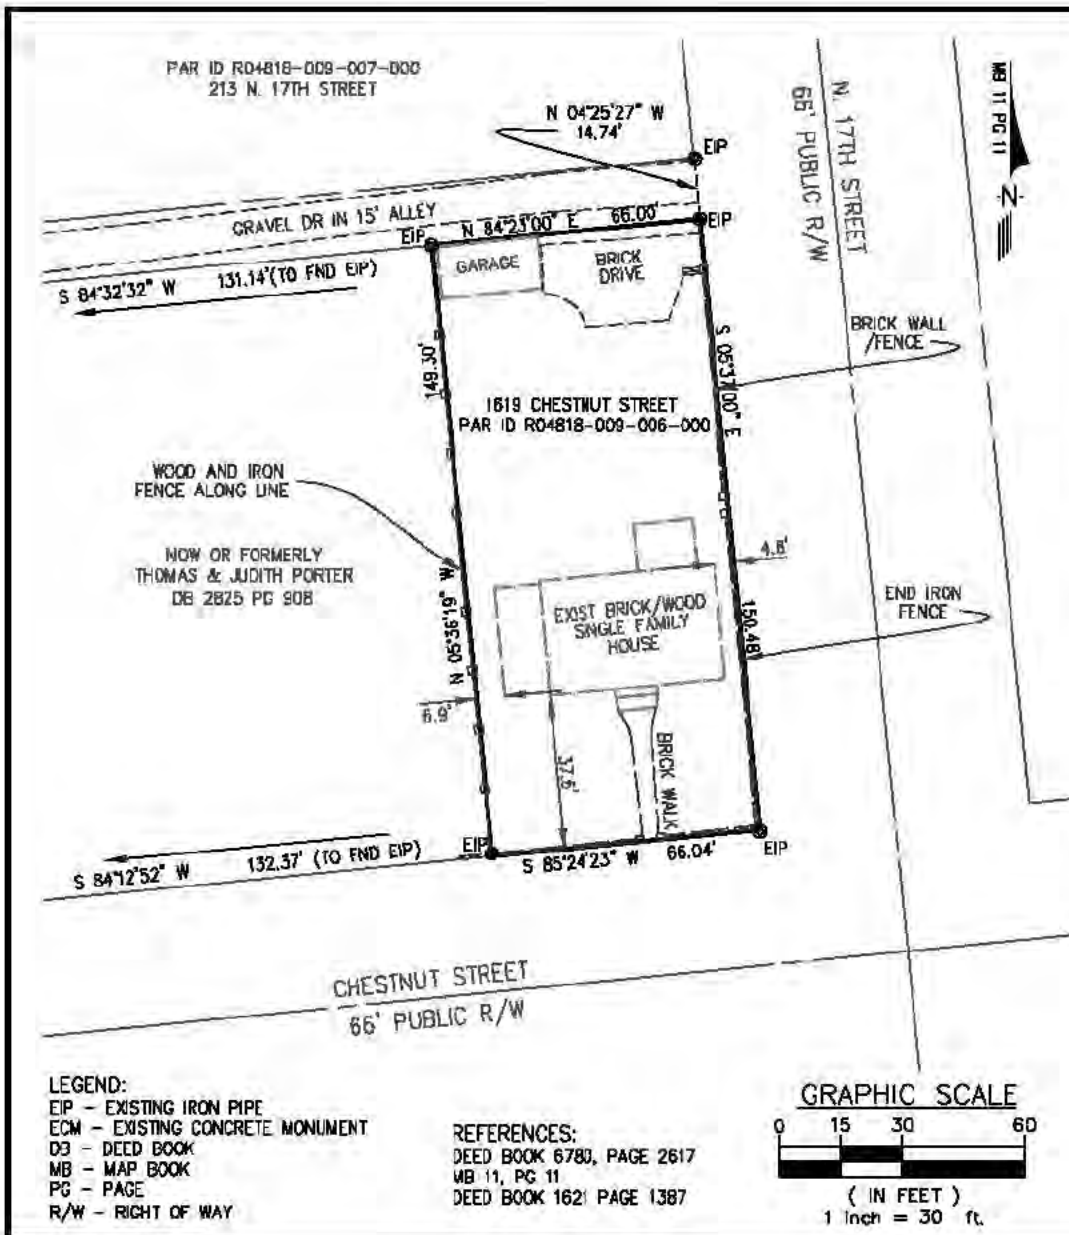 PAR ID R04818-009-007-000
213 N. 17TH STREET
N 04°25'27" W
14.74'
EIP
N. 17TH STREET
66' PUBLIC R/W
MB 11 PG 11
N
GRAVEL DR IN 15' ALLEY
EIP
N 84°23'00" E 66.00'
EIP
S 84°32'32" W 131.14'(TO FND EIP)
GARAGE
BRICK
DRIVE
BRICK WALL
/FENCE
149.30'
S 05°37'00" E
1619 CHESTNUT STREET
PAR ID R04818-009-006-000
WOOD AND IRON
FENCE ALONG LINE
NOW OR FORMERLY
THOMAS & JUDITH PORTER
DB 2825 PG 908
4.8'
EXIST BRICK/WOOD
SINGLE FAMILY
HOUSE
END IRON
FENCE
N 05°36'19" W
150.48'
6.9'
37.6'
BRICK WALK
EIP
S 84°12'52" W 132.37' (TO FND EIP)
S 85°24'23" W 66.04'
EIP
CHESTNUT STREET
66' PUBLIC R/W
LEGEND:
EIP - EXISTING IRON PIPE
ECM - EXISTING CONCRETE MONUMENT
DB - DEED BOOK
MB - MAP BOOK
PG - PAGE
R/W - RIGHT OF WAY
REFERENCES:
DEED BOOK 6780, PAGE 2617
MB 11, PG 11
DEED BOOK 1621 PAGE 1387
GRAPHIC SCALE
0 15 30 60
( IN FEET )
1 inch = 30 ft.